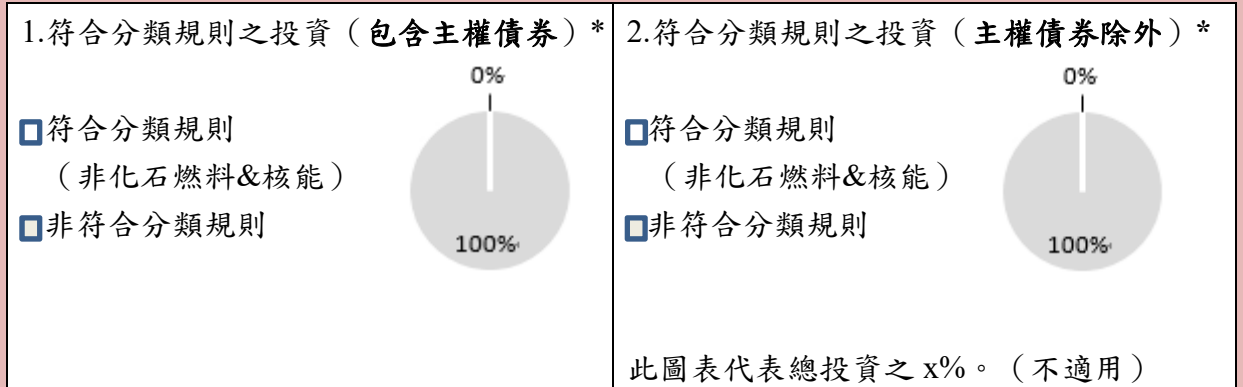 1.符合分類規則之投資（包含主權債券）*
0%
符合分類規則
（非化石燃料&核能）
非符合分類規則
100%
2.符合分類規則之投資（主權債券除外）*
0%
符合分類規則
（非化石燃料&核能）
非符合分類規則
100%
此圖表代表總投資之 x%。（不適用）